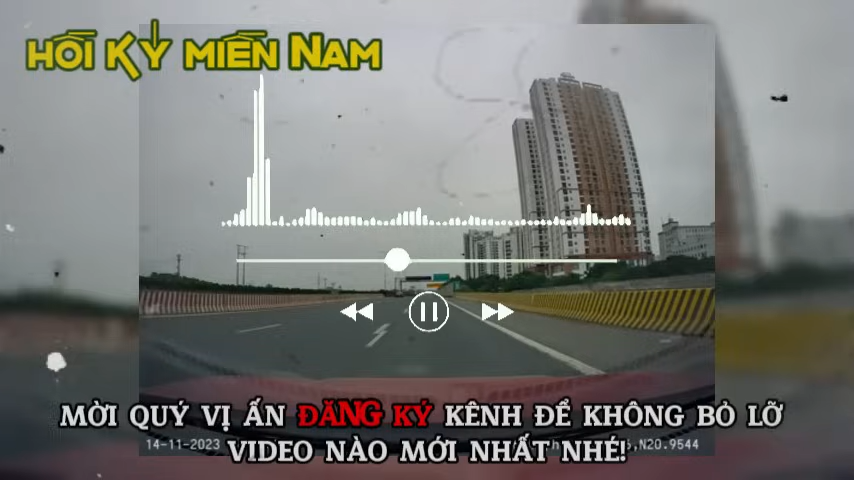 HỒI KÝ MIỀN NAM
MỜI QUÝ VỊ ẤN ĐĂNG KÝ KÊNH ĐỂ KHÔNG BỎ LỠ
14-11-2023
N20.9544
VIDEO NÀO MỚI NHẤT NHÉ!